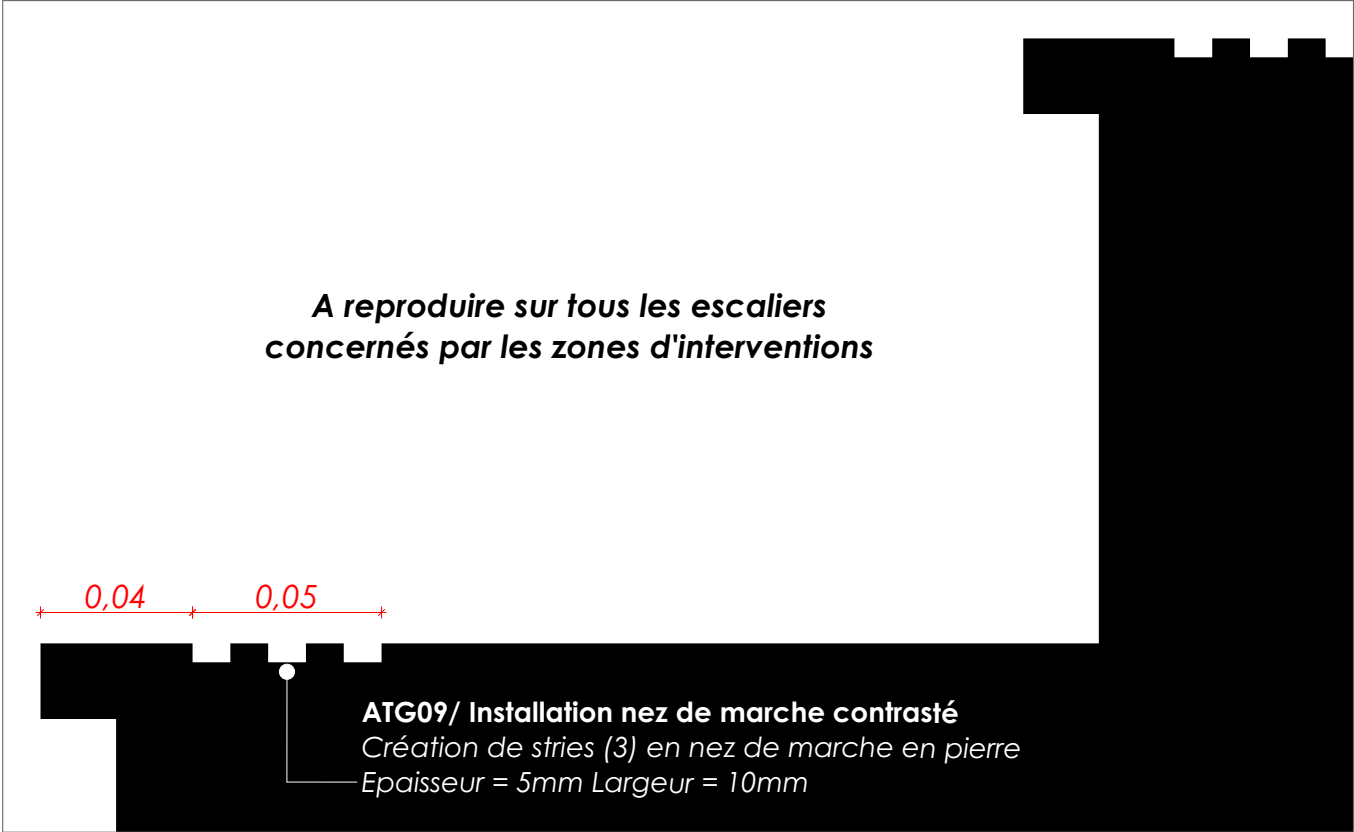 A reproduire sur tous les escaliers
concernés par les zones d'interventions
0,04
0,05
ATG09/ Installation nez de marche contrasté
Création de stries (3) en nez de marche en pierre
Epaisseur = 5mm Largeur = 10mm